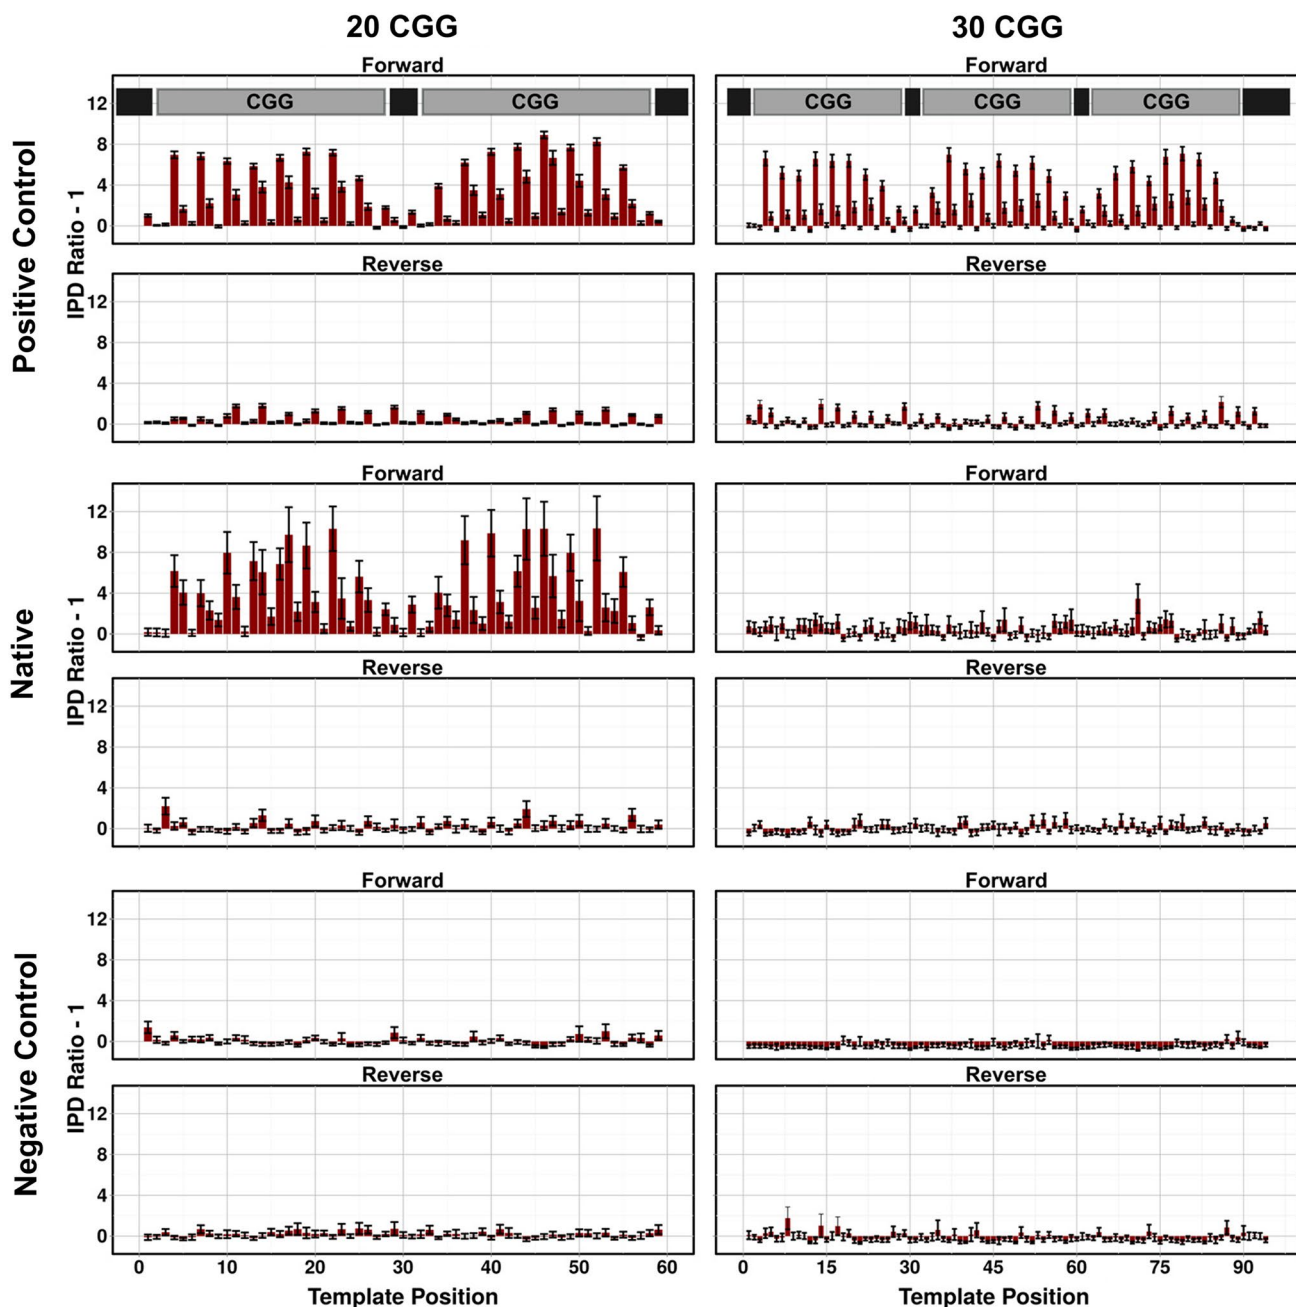 20 CGG 30 CGG
Forward Forward
CGG CGG CGG CGG CGG
12
8
4
0
Reverse Reverse
12
8
4
0
Positive Control
IPD Ratio - 1
Forward Forward
12
8
4
0
Reverse Reverse
12
8
4
0
Native
IPD Ratio - 1
Forward Forward
12
8
4
0
Reverse Reverse
12
8
4
0
Negative Control
IPD Ratio - 1
0 10 20 30 40 50 60 0 15 30 45 60 75 90
Template Position Template Position